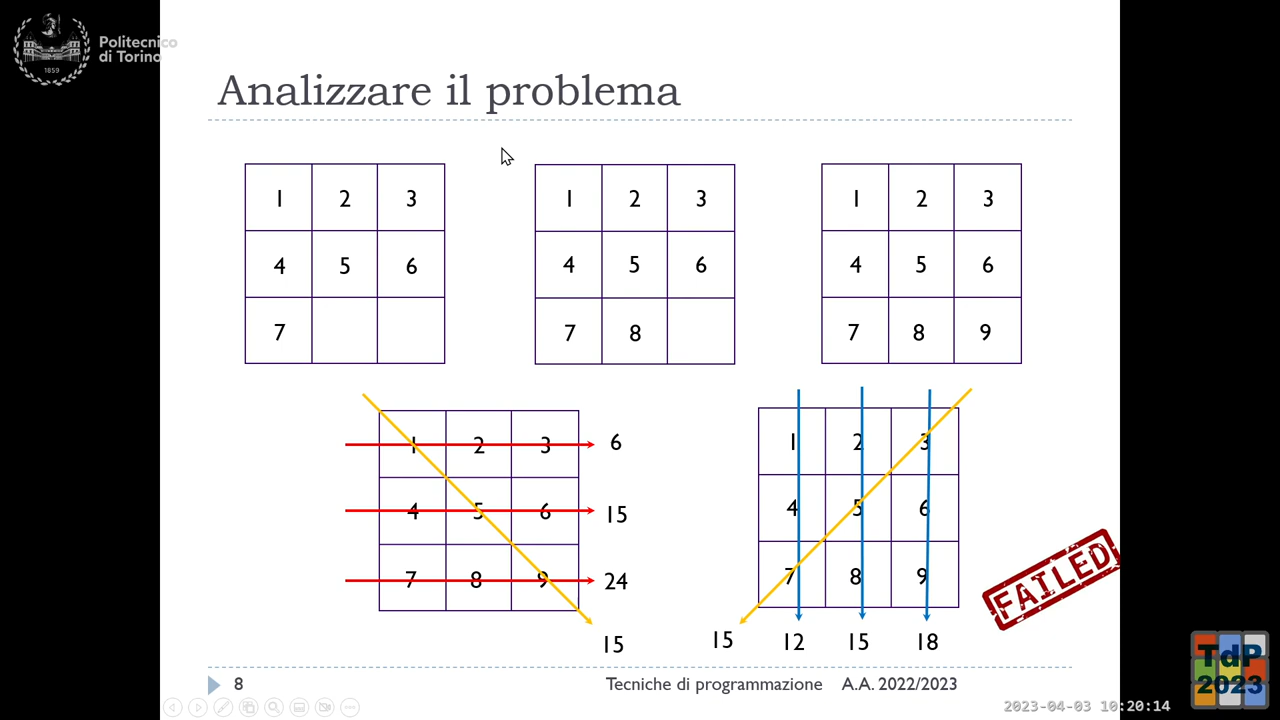 Politecnico
di Torino
1859
Analizzare il problema
1 2 3
4 5 6
7
1 2 3
4 5 6
7 8
1 2 3
4 5 6
7 8 9
1 2 3 6
4 5 6 15
7 8 9 24
15
1 2 3
4 5 6
7 8 9
15 12 15 18
FAILED
8
Tecniche di programmazione A.A. 2022/2023
TdP
2023
2023-04-03 10:20:14